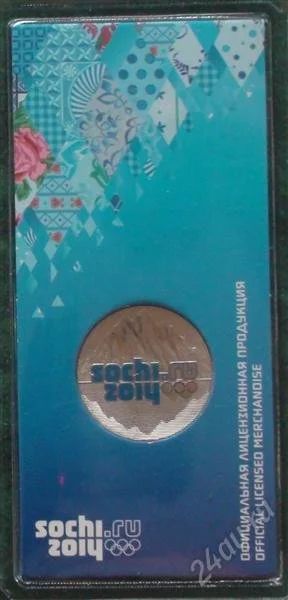 sochi.ru
2014
sochi.ru
2014
ОФИЦИАЛЬНАЯ ЛИЦЕНЗИОННАЯ ПРОДУКЦИЯ
OFFICIAL LICENSED MERCHANDISE
24au.ru